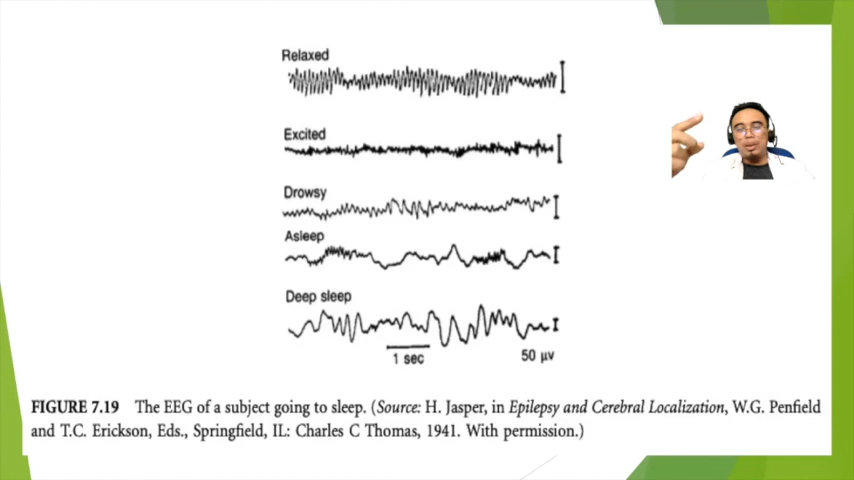 Relaxed
Excited
Drowsy
Asleep
Deep sleep
1 sec
50 μv
FIGURE 7.19 The EEG of a subject going to sleep. (Source: H. Jasper, in Epilepsy and Cerebral Localization, W.G. Penfield
and T.C. Erickson, Eds., Springfield, IL: Charles C Thomas, 1941. With permission.)